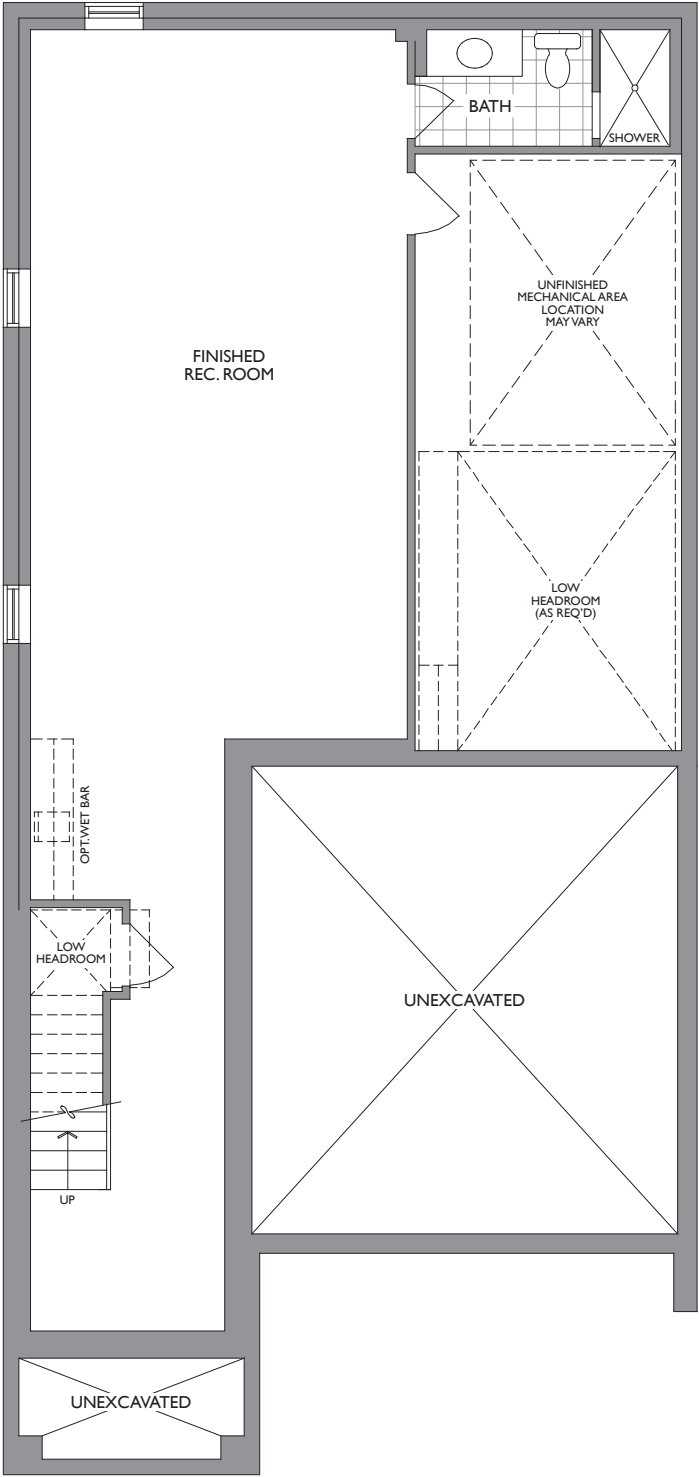 BATH
SHOWER
UNFINISHED
MECHANICAL AREA
LOCATION
MAY VARY
FINISHED
REC. ROOM
LOW
HEADROOM
(AS REQ'D)
OPT. WET BAR
LOW
HEADROOM
UNEXCAVATED
UP
UNEXCAVATED